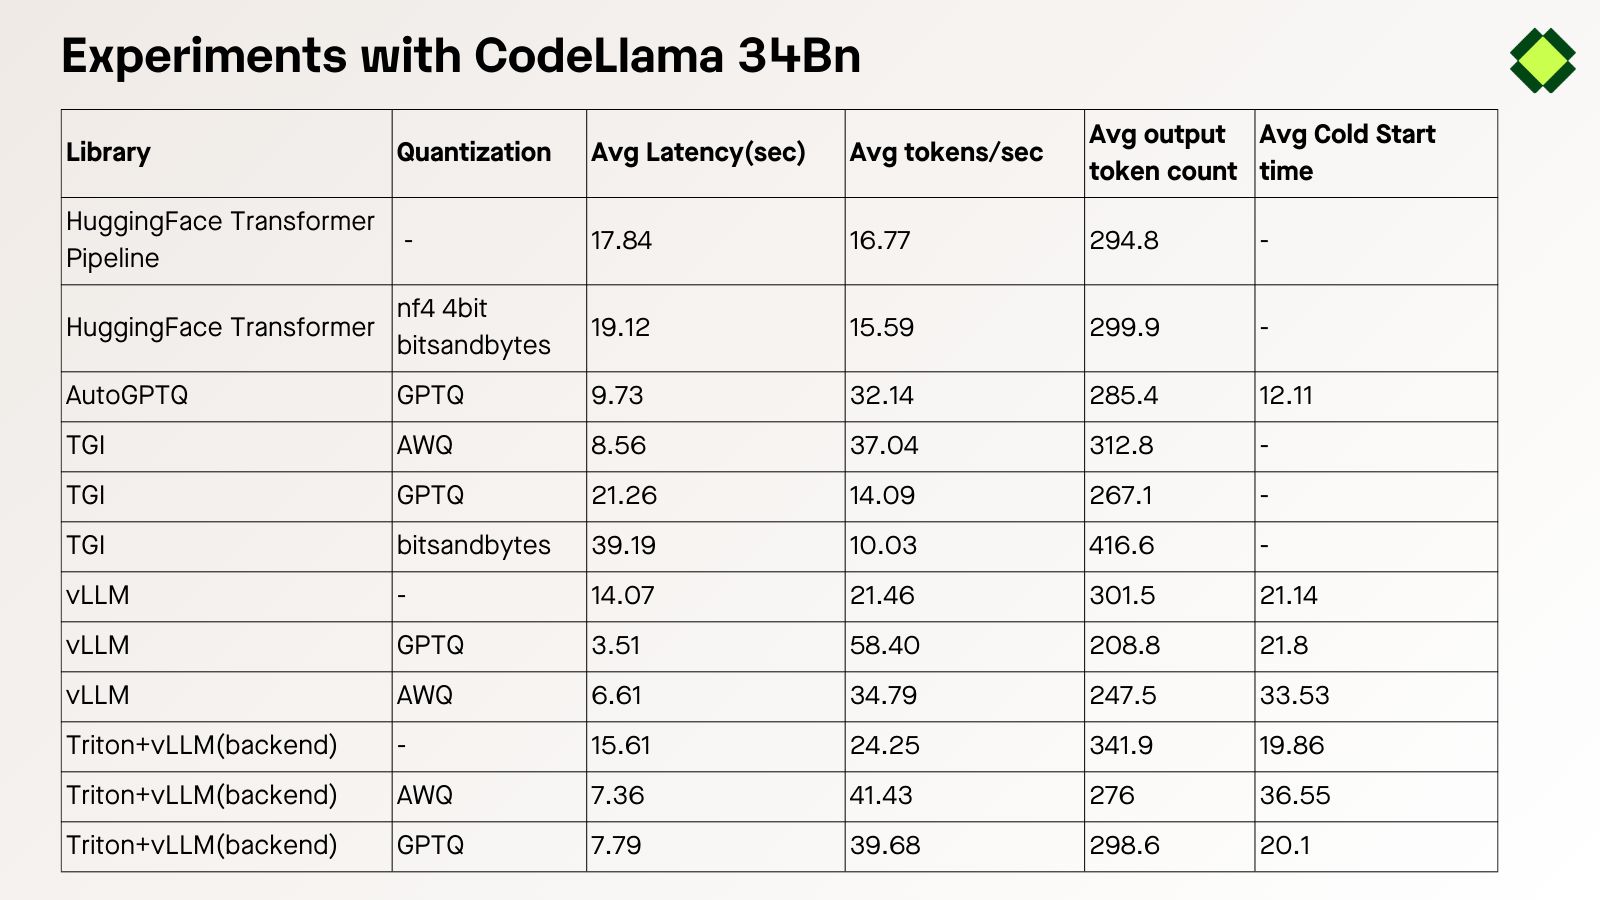 Experiments with CodeLlama 34Bn
Library Quantization Avg Latency(sec) Avg tokens/sec Avg output token count Avg Cold Start time
HuggingFace Transformer Pipeline - 17.84 16.77 294.8 -
HuggingFace Transformer nf4 4bit bitsandbytes 19.12 15.59 299.9 -
AutoGPTQ GPTQ 9.73 32.14 285.4 12.11
TGI AWQ 8.56 37.04 312.8 -
TGI GPTQ 21.26 14.09 267.1 -
TGI bitsandbytes 39.19 10.03 416.6 -
vLLM - 14.07 21.46 301.5 21.14
vLLM GPTQ 3.51 58.40 208.8 21.8
vLLM AWQ 6.61 34.79 247.5 33.53
Triton+vLLM(backend) - 15.61 24.25 341.9 19.86
Triton+vLLM(backend) AWQ 7.36 41.43 276 36.55
Triton+vLLM(backend) GPTQ 7.79 39.68 298.6 20.1